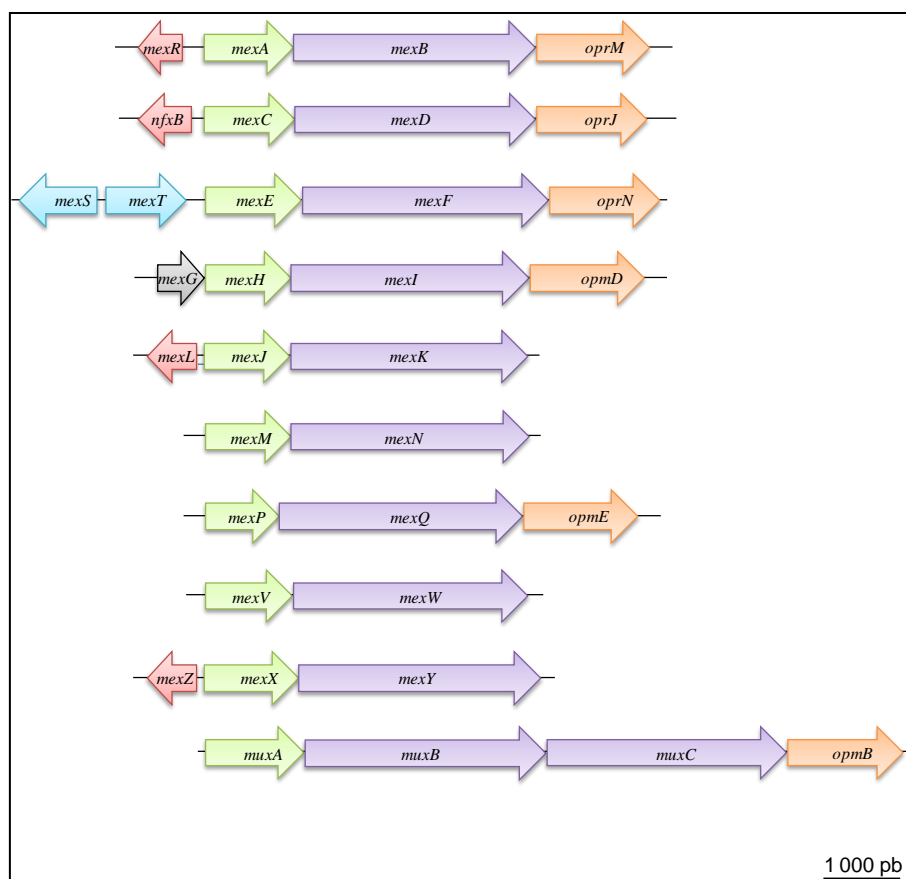 mexR mexA mexB oprM
nfxB mexC mexD oprJ
mexS mexT mexE mexF oprN
mexG mexH mexI opmD
mexL mexJ mexK
mexM mexN
mexP mexQ opmE
mexV mexW
mexZ mexX mexY
muxA muxB muxC opmB
1 000 pb